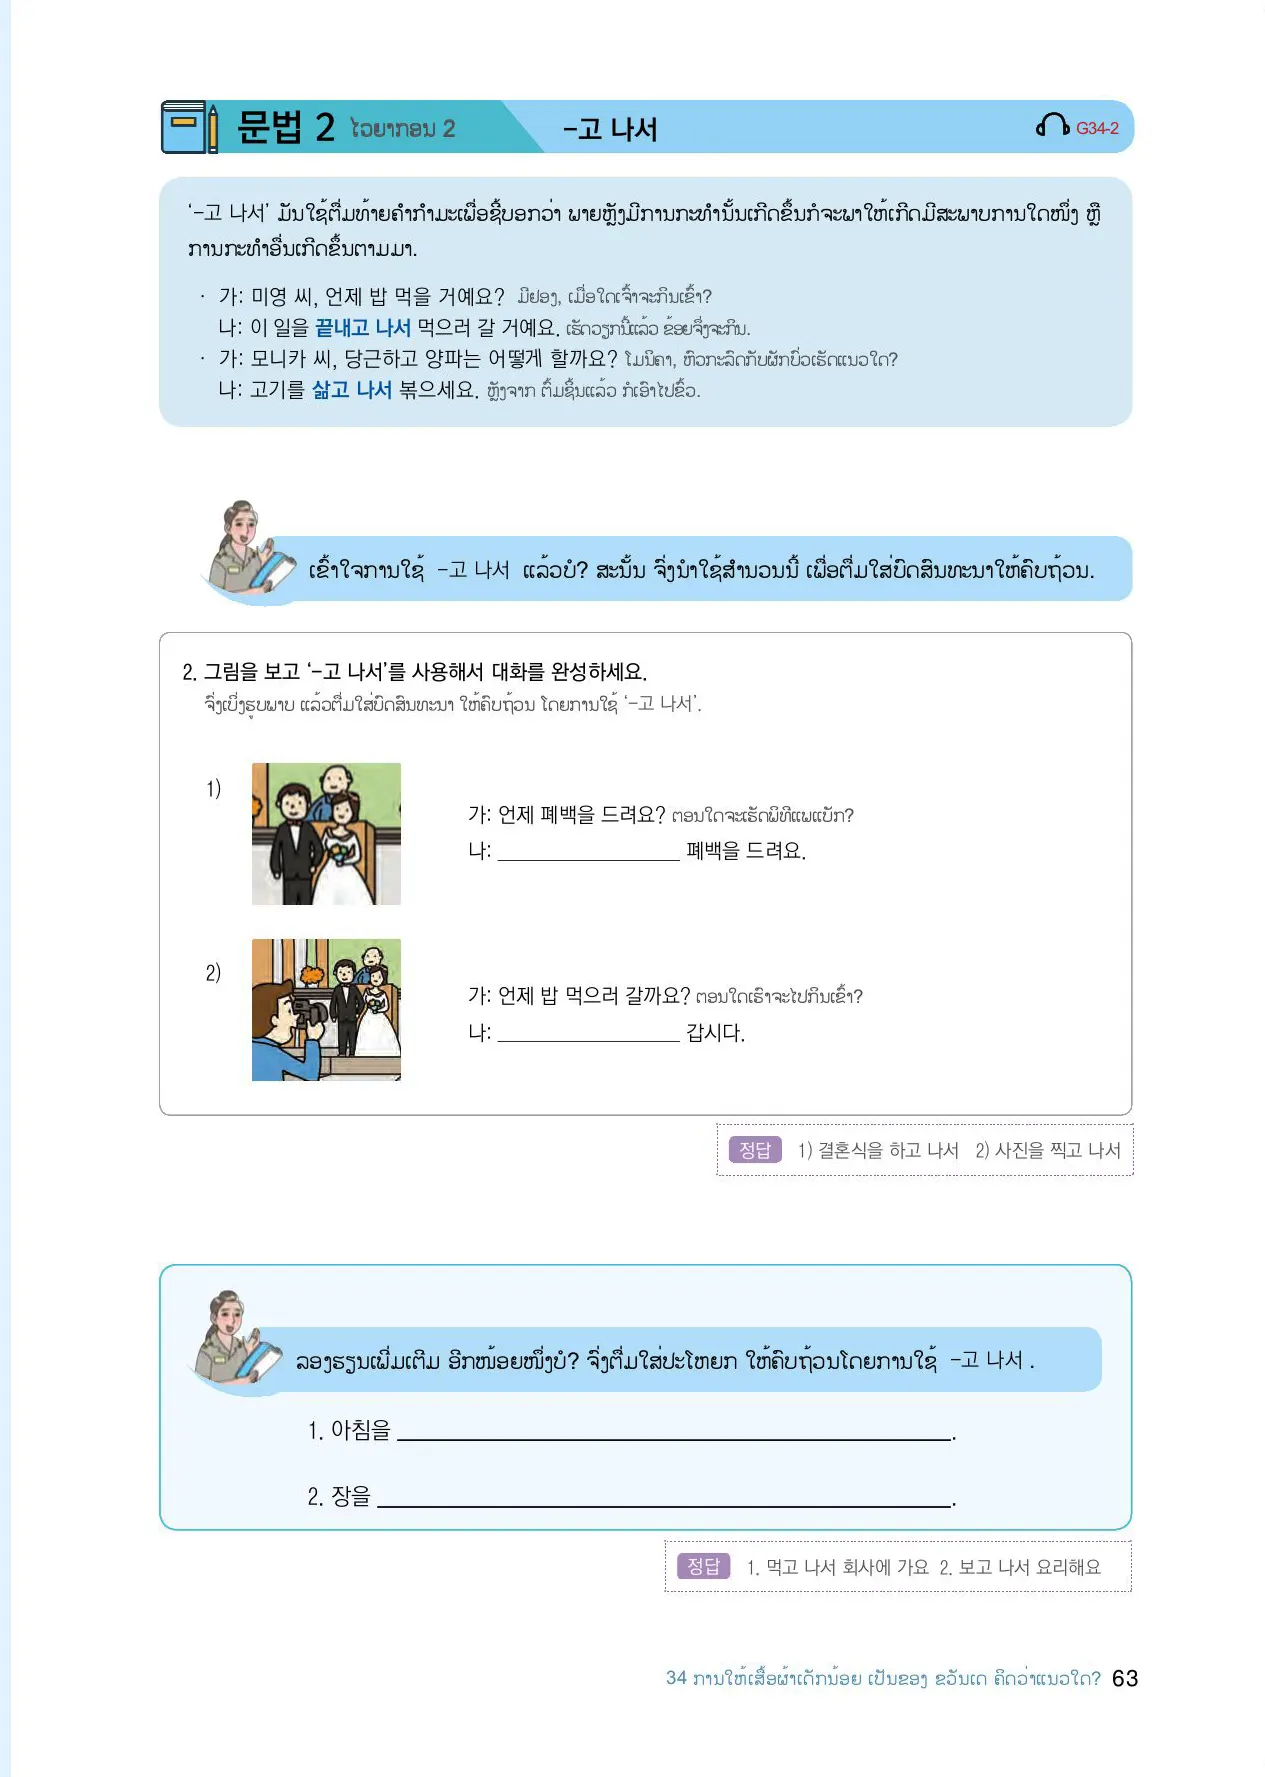 문법 2 ໄວຍາກອນ 2 -고 나서 G34-2
‘-고 나서’ ມັນໃຊ້ຕື່ມທ້າຍຄຳກຳມະເພື່ອຊີ້ບອກວ່າ ພາຍຫຼັງມີການກະທຳນັ້ນເກີດຂຶ້ນກໍຈະພາໃຫ້ເກີດມີສະພາບການໃດໜຶ່ງ ຫຼື
ການກະທຳອື່ນເກີດຂຶ້ນຕາມມາ.
· 가: 미영 씨, 언제 밥 먹을 거예요? ມີຢອງ, ເມື່ອໃດເຈົ້າຈະກິນເຂົ້າ?
나: 이 일을 끝내고 나서 먹으러 갈 거예요. ເຮັດວຽກນີ້ແລ້ວ ຂ້ອຍຈຶ່ງຈະກິນ.
· 가: 모니카 씨, 당근하고 양파는 어떻게 할까요? ໂມນິຄາ, ຫົວກະລົດກັບຜັກບົ່ວເຮັດແນວໃດ?
나: 고기를 삶고 나서 볶으세요. ຫຼັງຈາກ ຕົ້ມຊີ້ນແລ້ວ ກໍເອົາໄປຂົ້ວ.
ເຂົ້າໃຈການໃຊ້ -고 나서 ແລ້ວບໍ? ສະນັ້ນ ຈົ່ງນຳໃຊ້ສຳນວນນີ້ ເພື່ອຕື່ມໃສ່ບົດສົນທະນາໃຫ້ຄົບຖ້ວນ.
2. 그림을 보고 ‘-고 나서’를 사용해서 대화를 완성하세요.
ຈົ່ງເບິ່ງຮູບພາບ ແລ້ວຕື່ມໃສ່ບົດສົນທະນາ ໃຫ້ຄົບຖ້ວນ ໂດຍການໃຊ້ ‘-고 나서’.
1)
가: 언제 폐백을 드려요? ຕອນໃດຈະເຮັດພິທີແພແບັກ?
나: ____________ 폐백을 드려요.
2)
가: 언제 밥 먹으러 갈까요? ຕອນໃດເຮົາຈະໄປກິນເຂົ້າ?
나: ____________ 갑시다.
정답 1) 결혼식을 하고 나서 2) 사진을 찍고 나서
ລອງຮຽນເພີ່ມເຕີມ ອີກໜ້ອຍໜຶ່ງບໍ? ຈົ່ງຕື່ມໃສ່ປະໂຫຍກ ໃຫ້ຄົບຖ້ວນໂດຍການໃຊ້ -고 나서 .
1. 아침을 ____________.
2. 장을 ____________.
정답 1. 먹고 나서 회사에 가요 2. 보고 나서 요리해요
34 ການໃຫ້ເສື້ອຜ້າເດັກນ້ອຍ ເປັນຂອງ ຂວັນເດ ຄິດວ່າແນວໃດ? 63